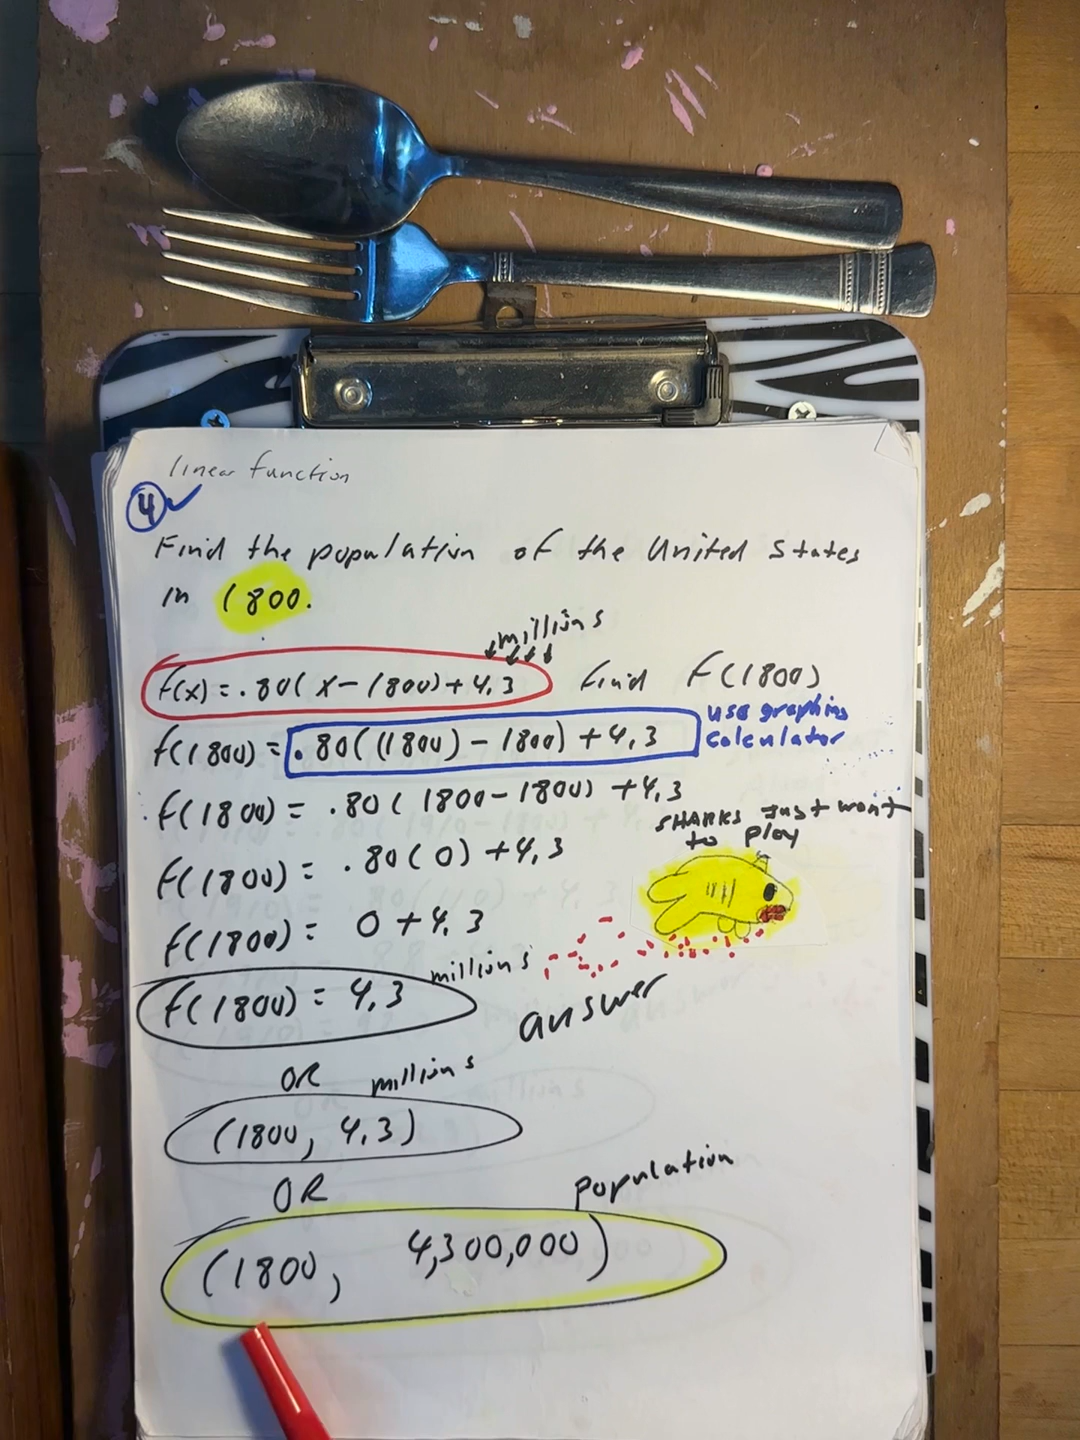 linear function
4
Find the population of the United States
in 1800.
millions
f(x) = .80(x-1800)+4.3 find f(1800)
f(1800) = .80((1800)-1800)+4.3
use graphing
calculator
f(1800) = .80(1800-1800)+4.3
SHARKS Just want
to play
f(1800) = .80(0)+4.3
f(1800) = 0+4.3
f(1800) = 4.3 millions
answer
OR millions
(1800, 4.3)
OR population
(1800, 4,300,000)